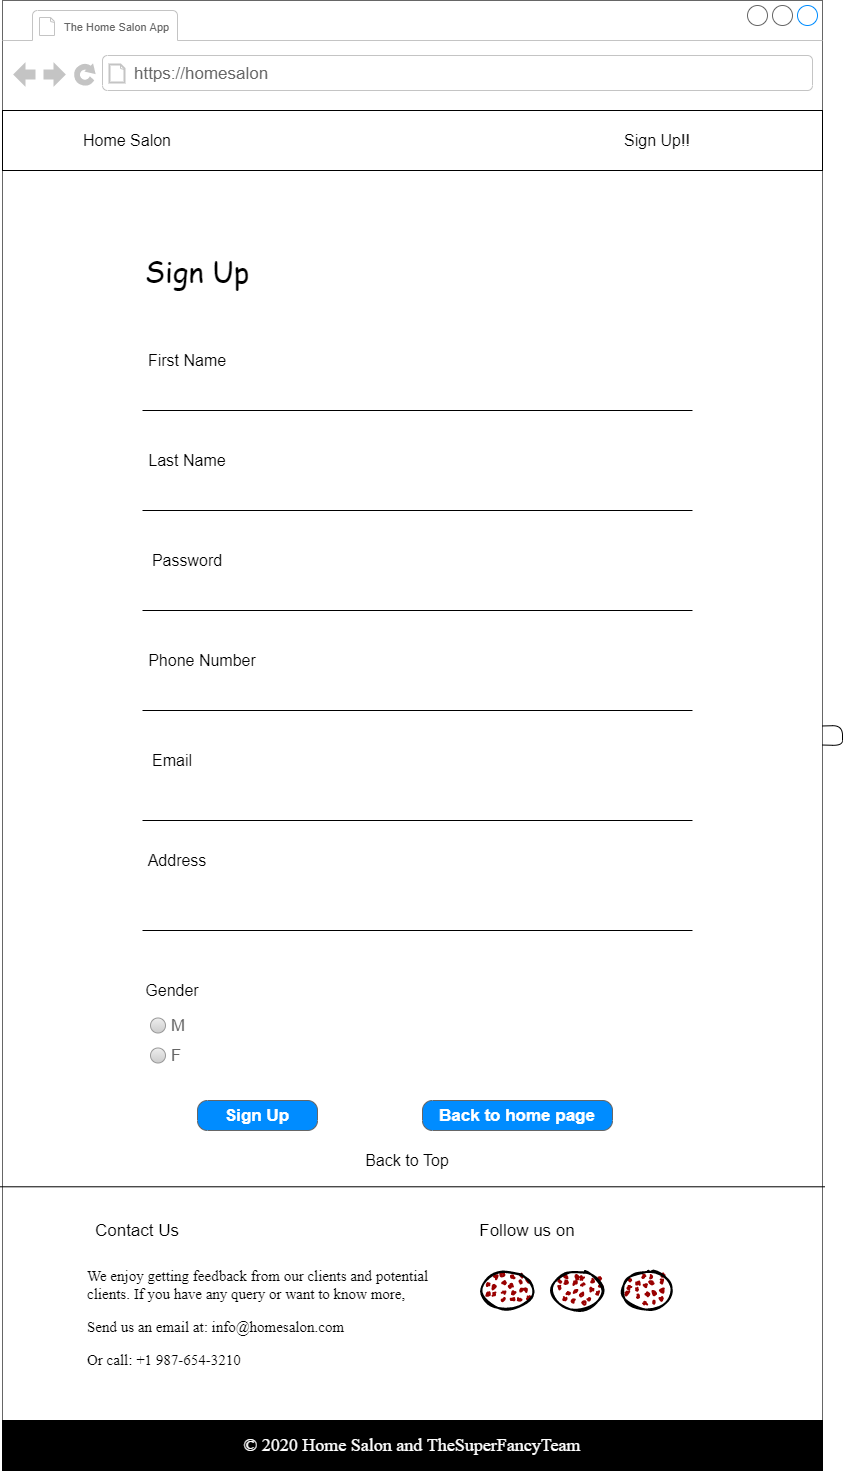 The Home Salon App
https://homesalon
Home Salon
Sign Up!!
Sign Up
First Name
Last Name
Password
Phone Number
Email
Address
Gender
M
F
Sign Up
Back to home page
Back to Top
Contact Us
Follow us on
We enjoy getting feedback from our clients and potential
clients. If you have any query or want to know more,
Send us an email at: info@homesalon.com
Or call: +1 987-654-3210
© 2020 Home Salon and TheSuperFancyTeam